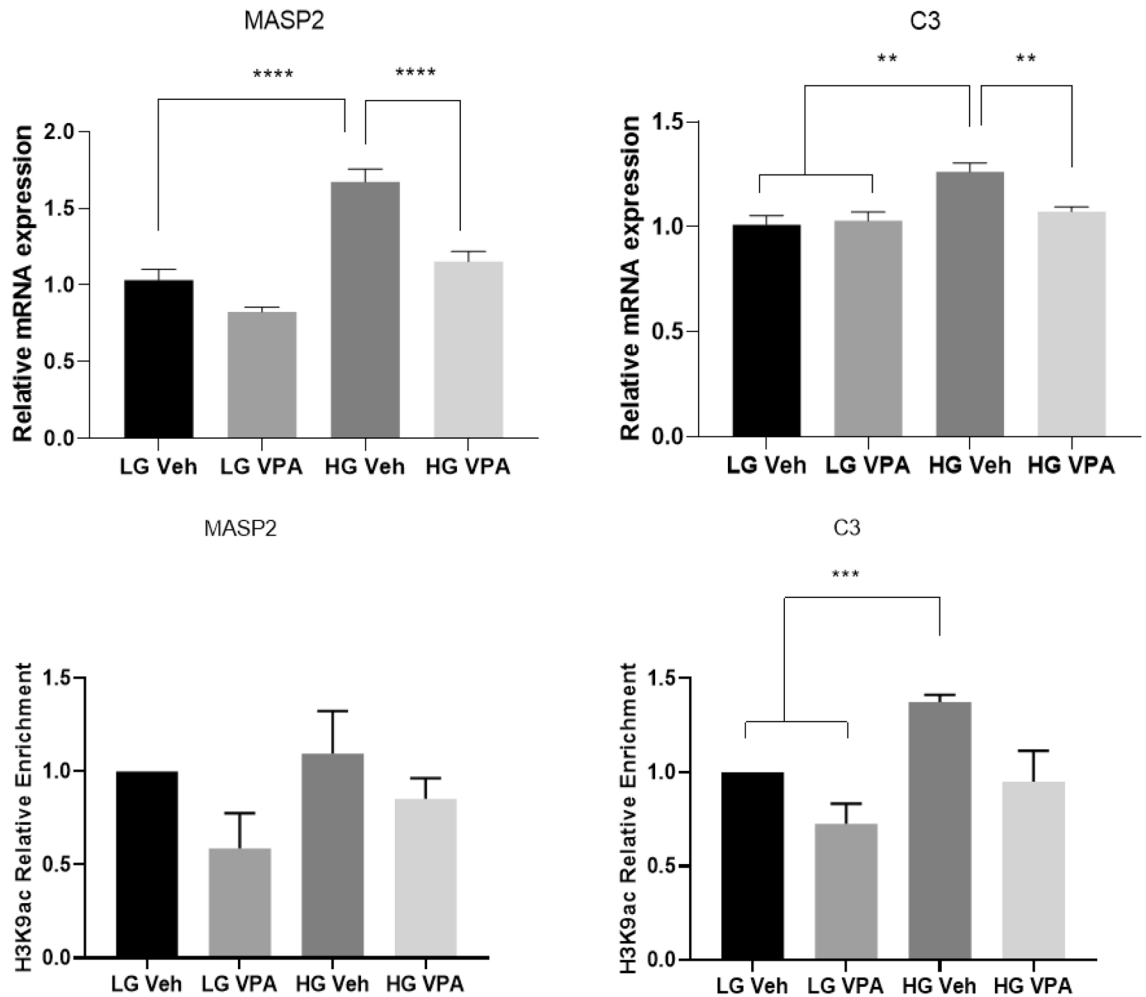 MASP2
****
****
Relative mRNA expression
2.0
1.5
1.0
0.5
0.0
LG Veh LG VPA HG Veh HG VPA
C3
**
**
Relative mRNA expression
1.5
1.0
0.5
0.0
LG Veh LG VPA HG Veh HG VPA
MASP2
H3K9ac Relative Enrichment
1.5
1.0
0.5
0.0
LG Veh LG VPA HG Veh HG VPA
C3
***
H3K9ac Relative Enrichment
1.5
1.0
0.5
0.0
LG Veh LG VPA HG Veh HG VPA